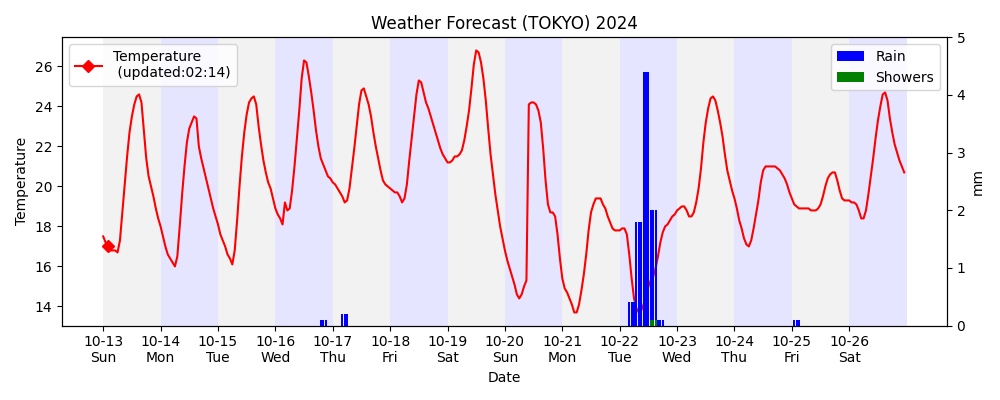 Weather Forecast (TOKYO) 2024
Temperature
(updated:02:14)
Rain
Showers
Temperature
26
24
22
20
18
16
14
5
4
3
2
1
0
mm
10-13 10-14 10-15 10-16 10-17 10-18 10-19 10-20 10-21 10-22 10-23 10-24 10-25 10-26
Sun Mon Tue Wed Thu Fri Sat Sun Mon Tue Wed Thu Fri Sat
Date